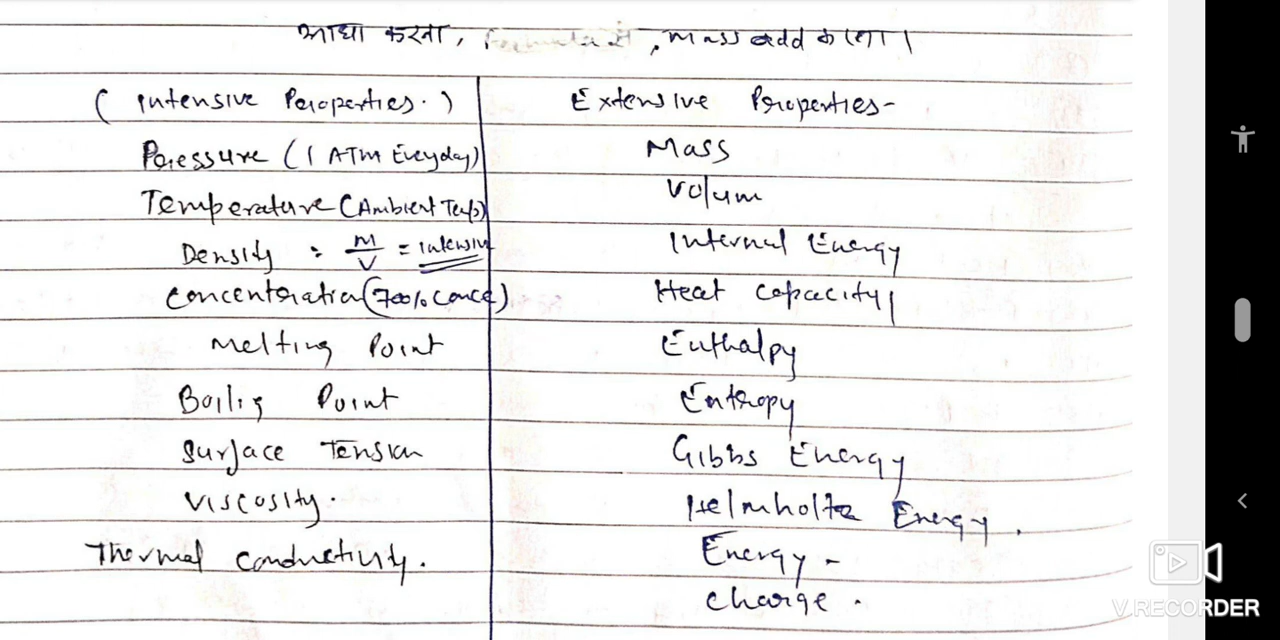 आधा करना, , Mass add करना।
( Intensive Properties. )
Pressure (1 ATM Everyday)
Temperature (Ambient Temp)
Density : M/V = intensive
Concentration (70% Conce)
Melting Point
Boilig Point
Surface Tension
Viscosity.
Thermal Conductivity.
Extensive Properties-
Mass
Volum
Internal Energy
Heat Capacity
Enthalpy
Entropy
Gibbs Energy
Helmholtz Energy.
Energy -
Charge.
V.RECORDER